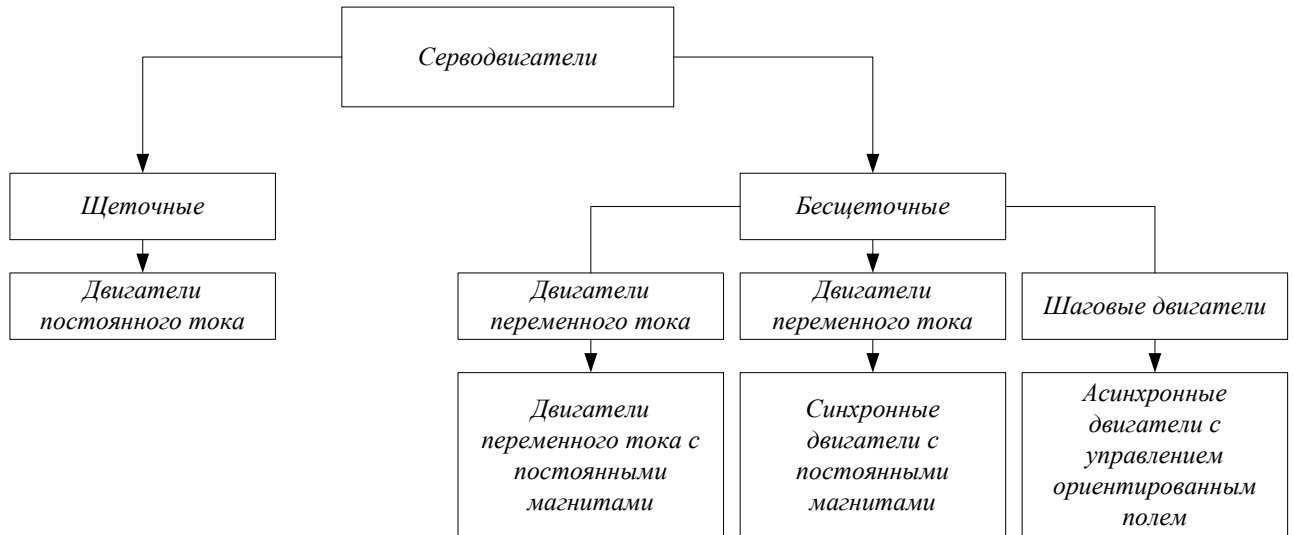 Серводвигатели
Щеточные
Бесщеточные
Двигатели
постоянного тока
Двигатели
переменного тока
Двигатели
переменного тока
Шаговые двигатели
Двигатели
переменного тока с
постоянными
магнитами
Синхронные
двигатели с
постоянными
магнитами
Асинхронные
двигатели с
управлением
ориентированным
полем